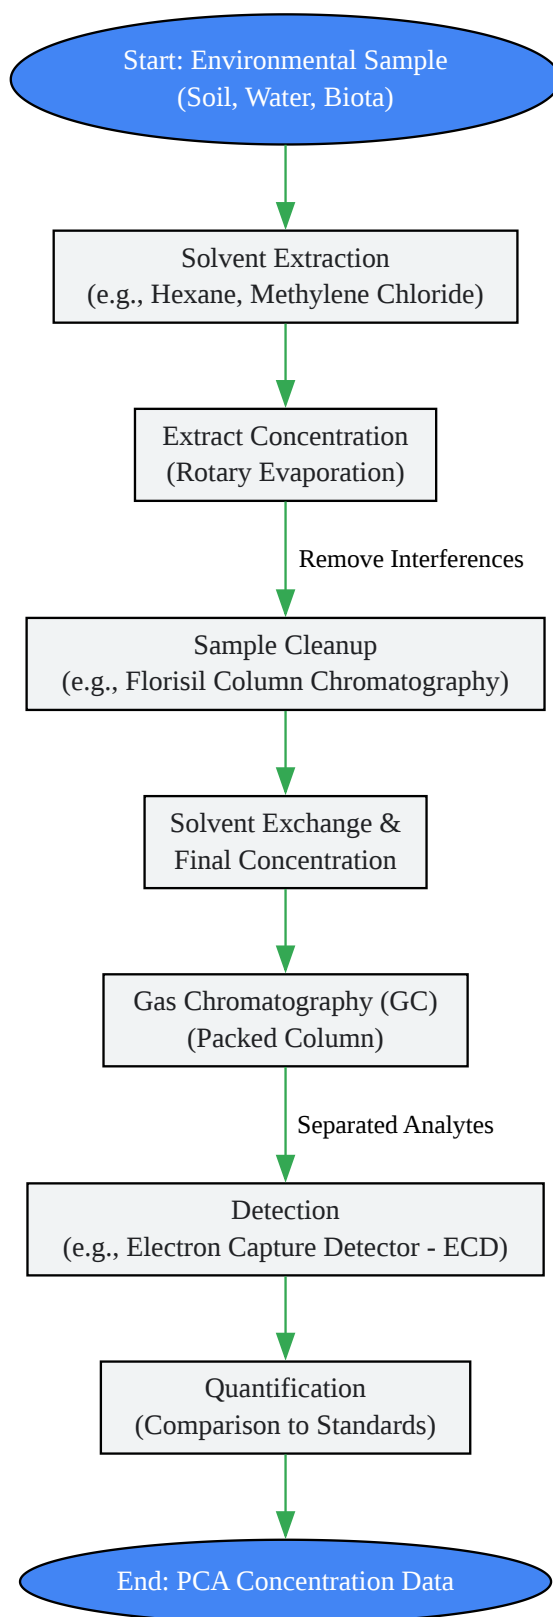 Start: Environmental Sample
(Soil, Water, Biota)
Solvent Extraction
(e.g., Hexane, Methylene Chloride)
Extract Concentration
(Rotary Evaporation)
Remove Interferences
Sample Cleanup
(e.g., Florisil Column Chromatography)
Solvent Exchange &
Final Concentration
Gas Chromatography (GC)
(Packed Column)
Separated Analytes
Detection
(e.g., Electron Capture Detector - ECD)
Quantification
(Comparison to Standards)
End: PCA Concentration Data